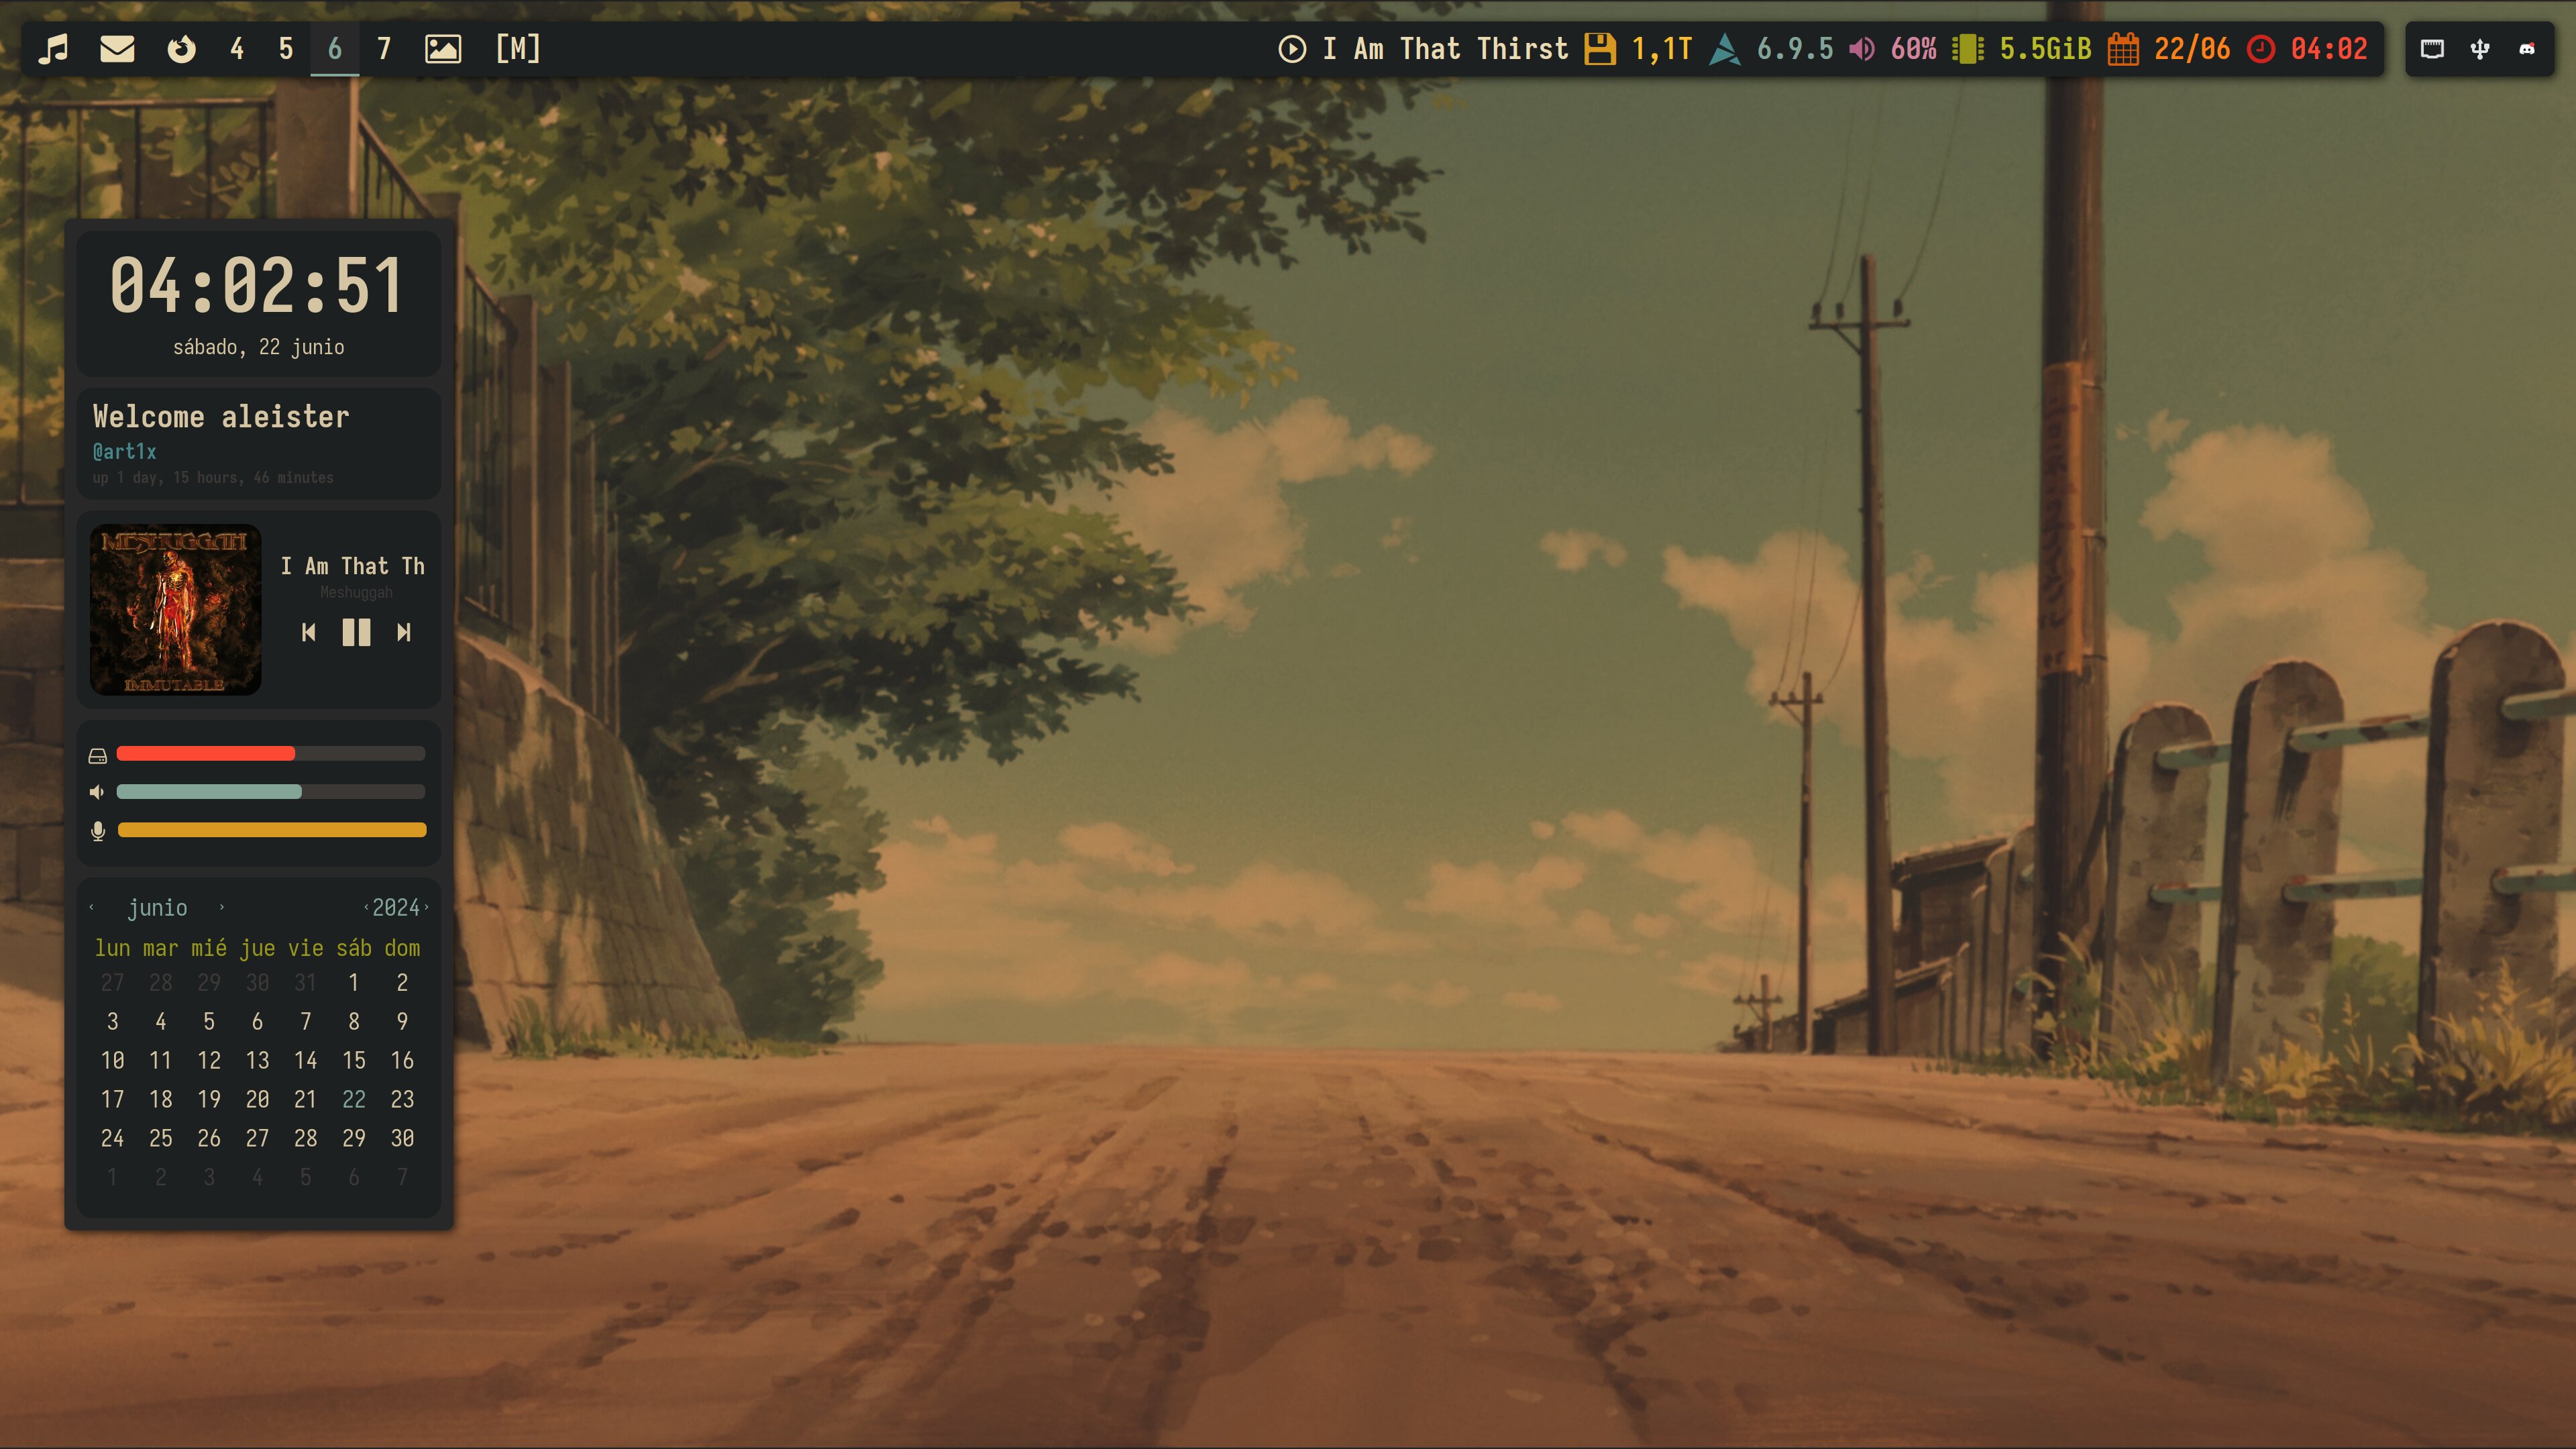 4 5 6 7 [M]
I Am That Thirst 1,1T 6.9.5 60% 5.5GiB 22/06 04:02
04:02:51
sábado, 22 junio
Welcome aleister
@art1x
up 1 day, 15 hours, 46 minutes
MESHUGGAH
IMMUTABLE
I Am That Th
Meshuggah
‹ junio › ‹2024›
lun mar mié jue vie sáb dom
27 28 29 30 31 1 2
3 4 5 6 7 8 9
10 11 12 13 14 15 16
17 18 19 20 21 22 23
24 25 26 27 28 29 30
1 2 3 4 5 6 7